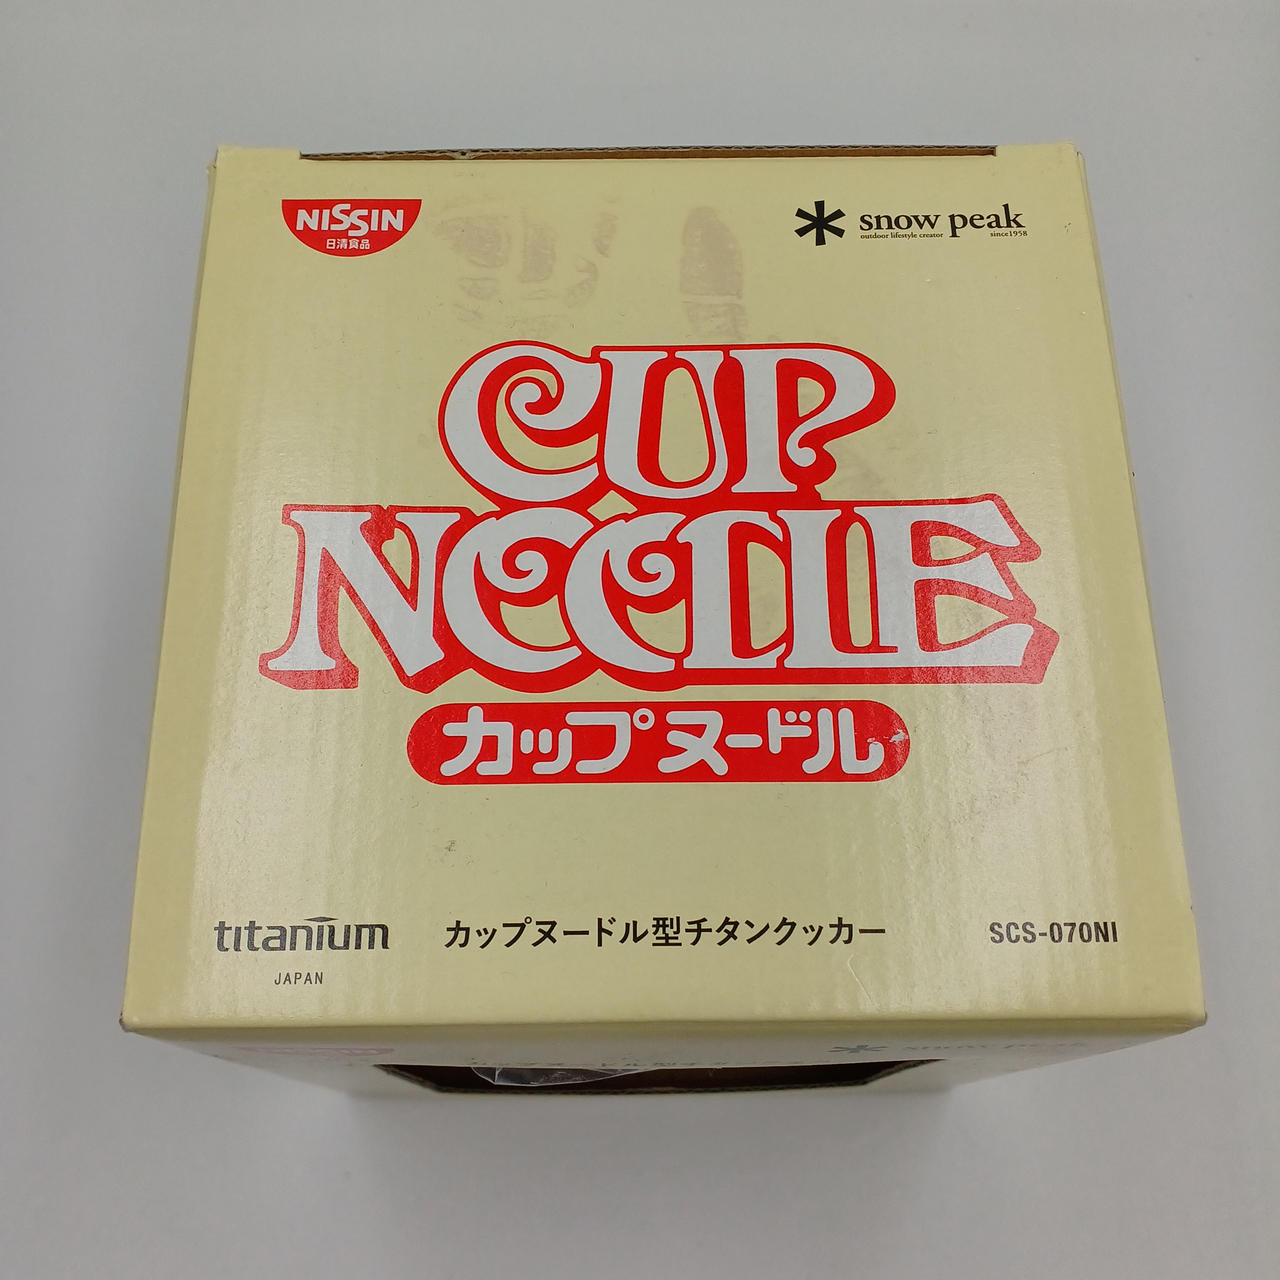 NISSIN
日清食品
snow peak
outdoor lifestyle creator since1958
CUP
NOODLE
カップヌードル
titanium
JAPAN
カップヌードル型チタンクッカー
SCS-070NI
snow peak